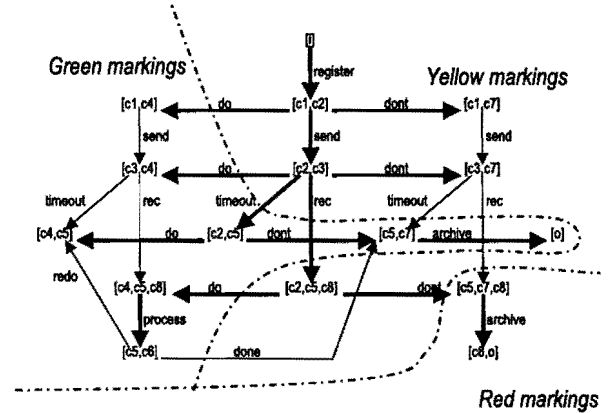 [i]
register
Green markings
Yellow markings
[c1,c4] do [c1,c2] dont [c1,c7]
send send send
[c3,c4] do [c2,c3] dont [c3,c7]
timeout rec timeout rec timeout rec
[c4,c5] do [c2,c5] dont [c5,c7] archive [o]
redo
[c4,c5,c8] do [c2,c5,c8] dont [c5,c7,c8]
process archive
[c5,c6] done [c8,o]
Red markings